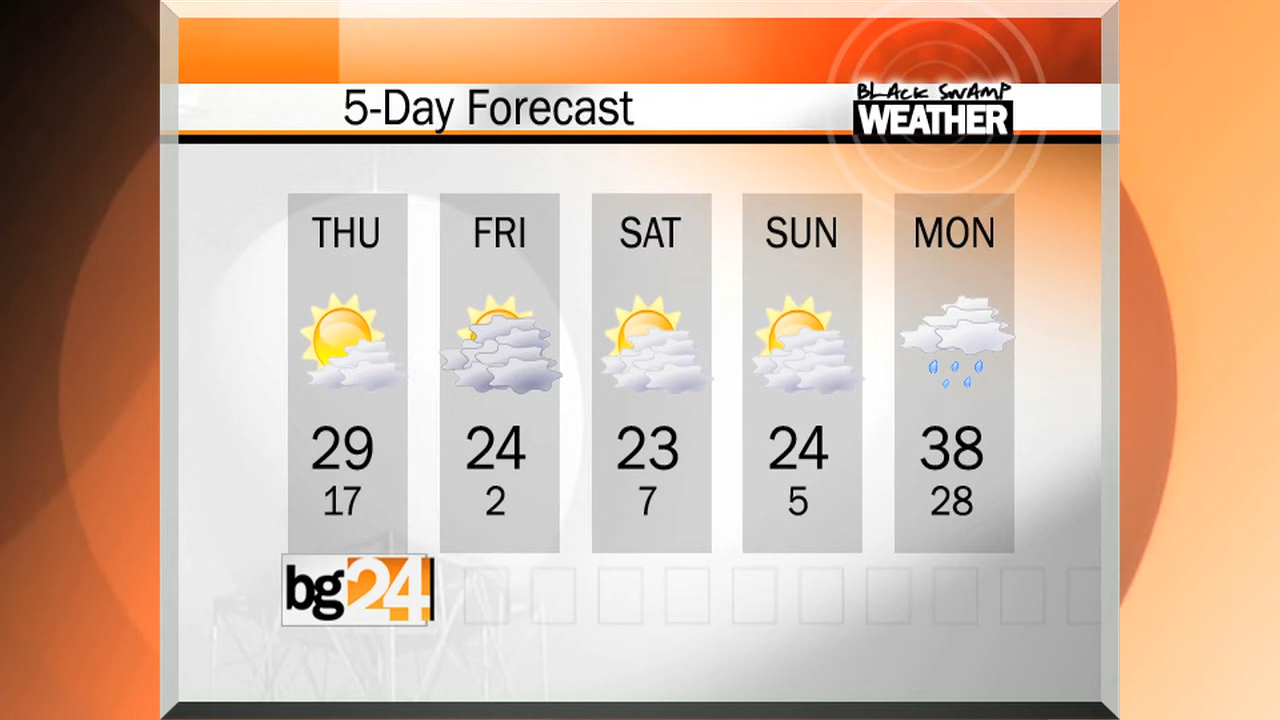 5-Day Forecast
BLACK SWAMP
WEATHER
THU FRI SAT SUN MON
29 24 23 24 38
17 2 7 5 28
bg24